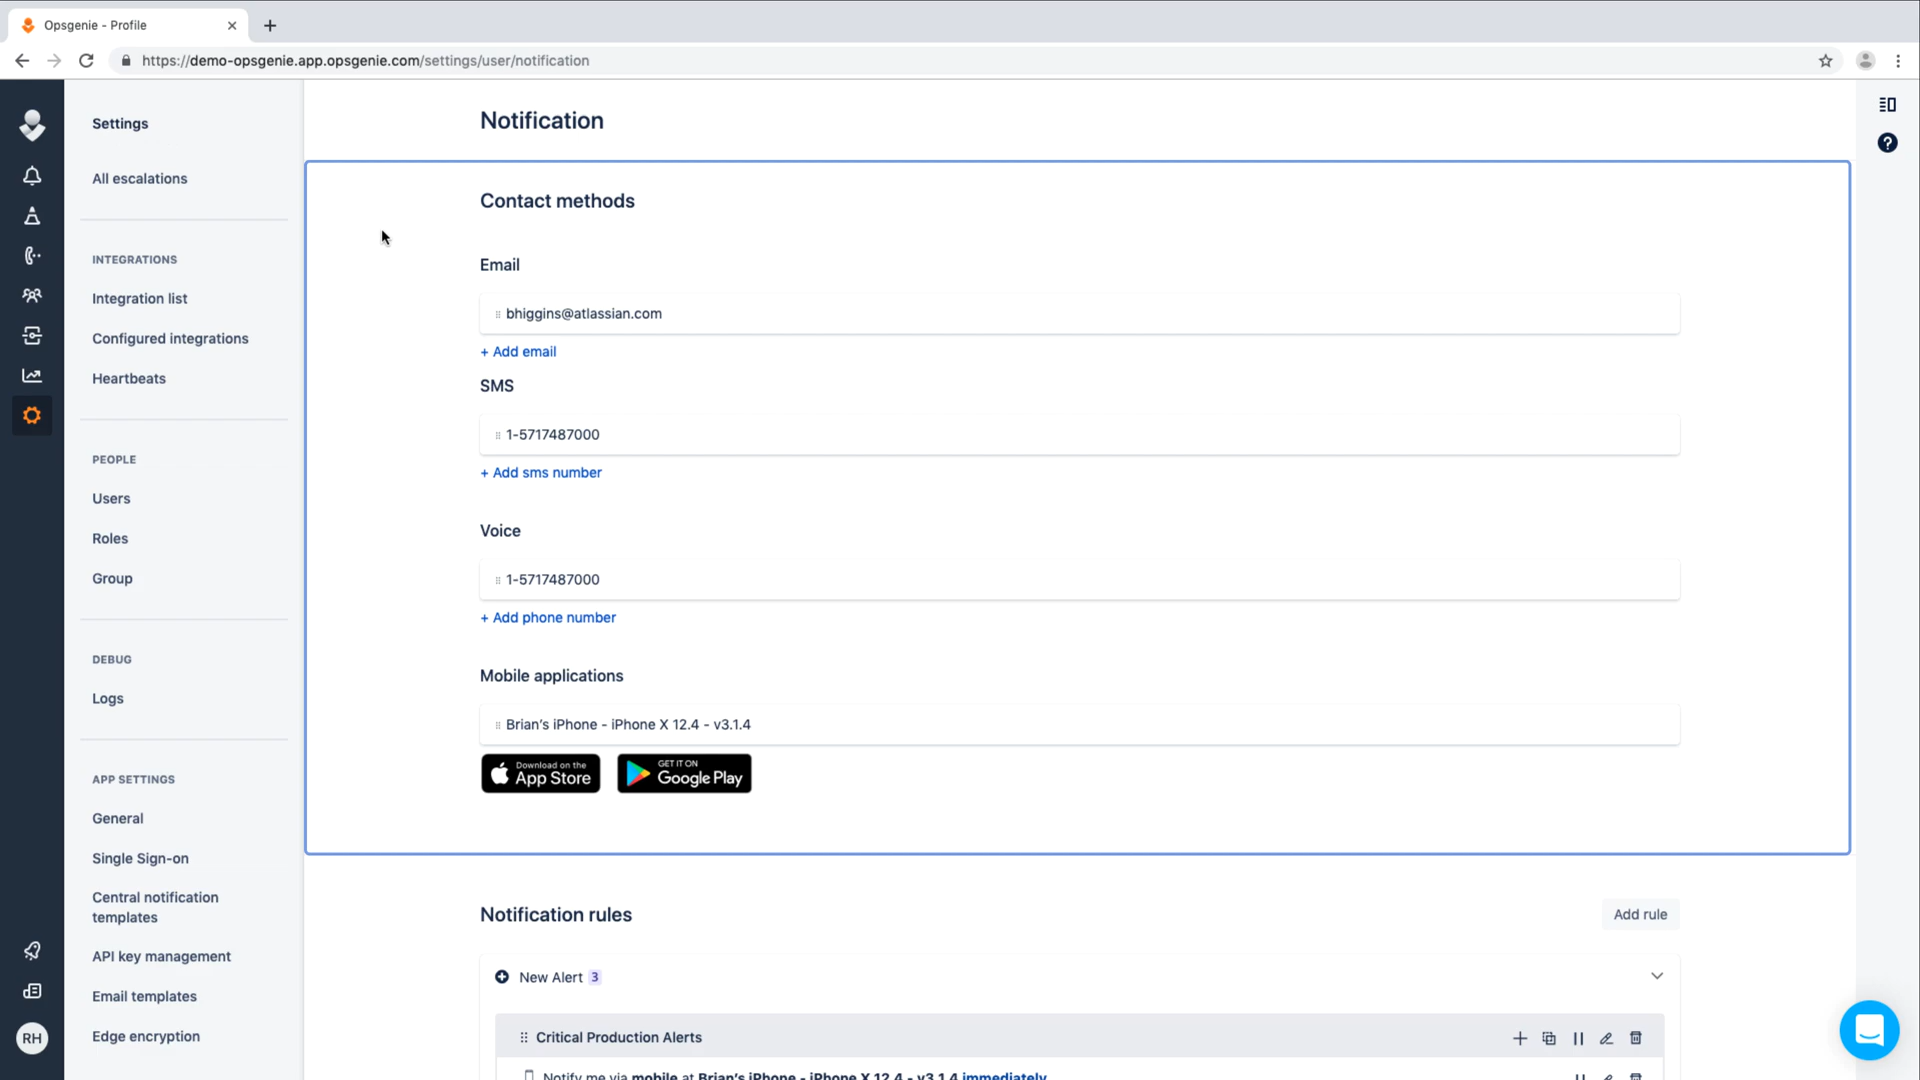 Opsgenie - Profile
https://demo-opsgenie.app.opsgenie.com/settings/user/notification
Settings
All escalations
INTEGRATIONS
Integration list
Configured integrations
Heartbeats
PEOPLE
Users
Roles
Group
DEBUG
Logs
APP SETTINGS
General
Single Sign-on
Central notification
templates
API key management
Email templates
Edge encryption
RH
Notification
Contact methods
Email
bhiggins@atlassian.com
+ Add email
SMS
1-5717487000
+ Add sms number
Voice
1-5717487000
+ Add phone number
Mobile applications
Brian's iPhone - iPhone X 12.4 - v3.1.4
Download on the
App Store
GET IT ON
Google Play
Notification rules
Add rule
New Alert 3
Critical Production Alerts
Notify me via mobile at Brian's iPhone - iPhone X 12.4 - v3.1.4 immediately